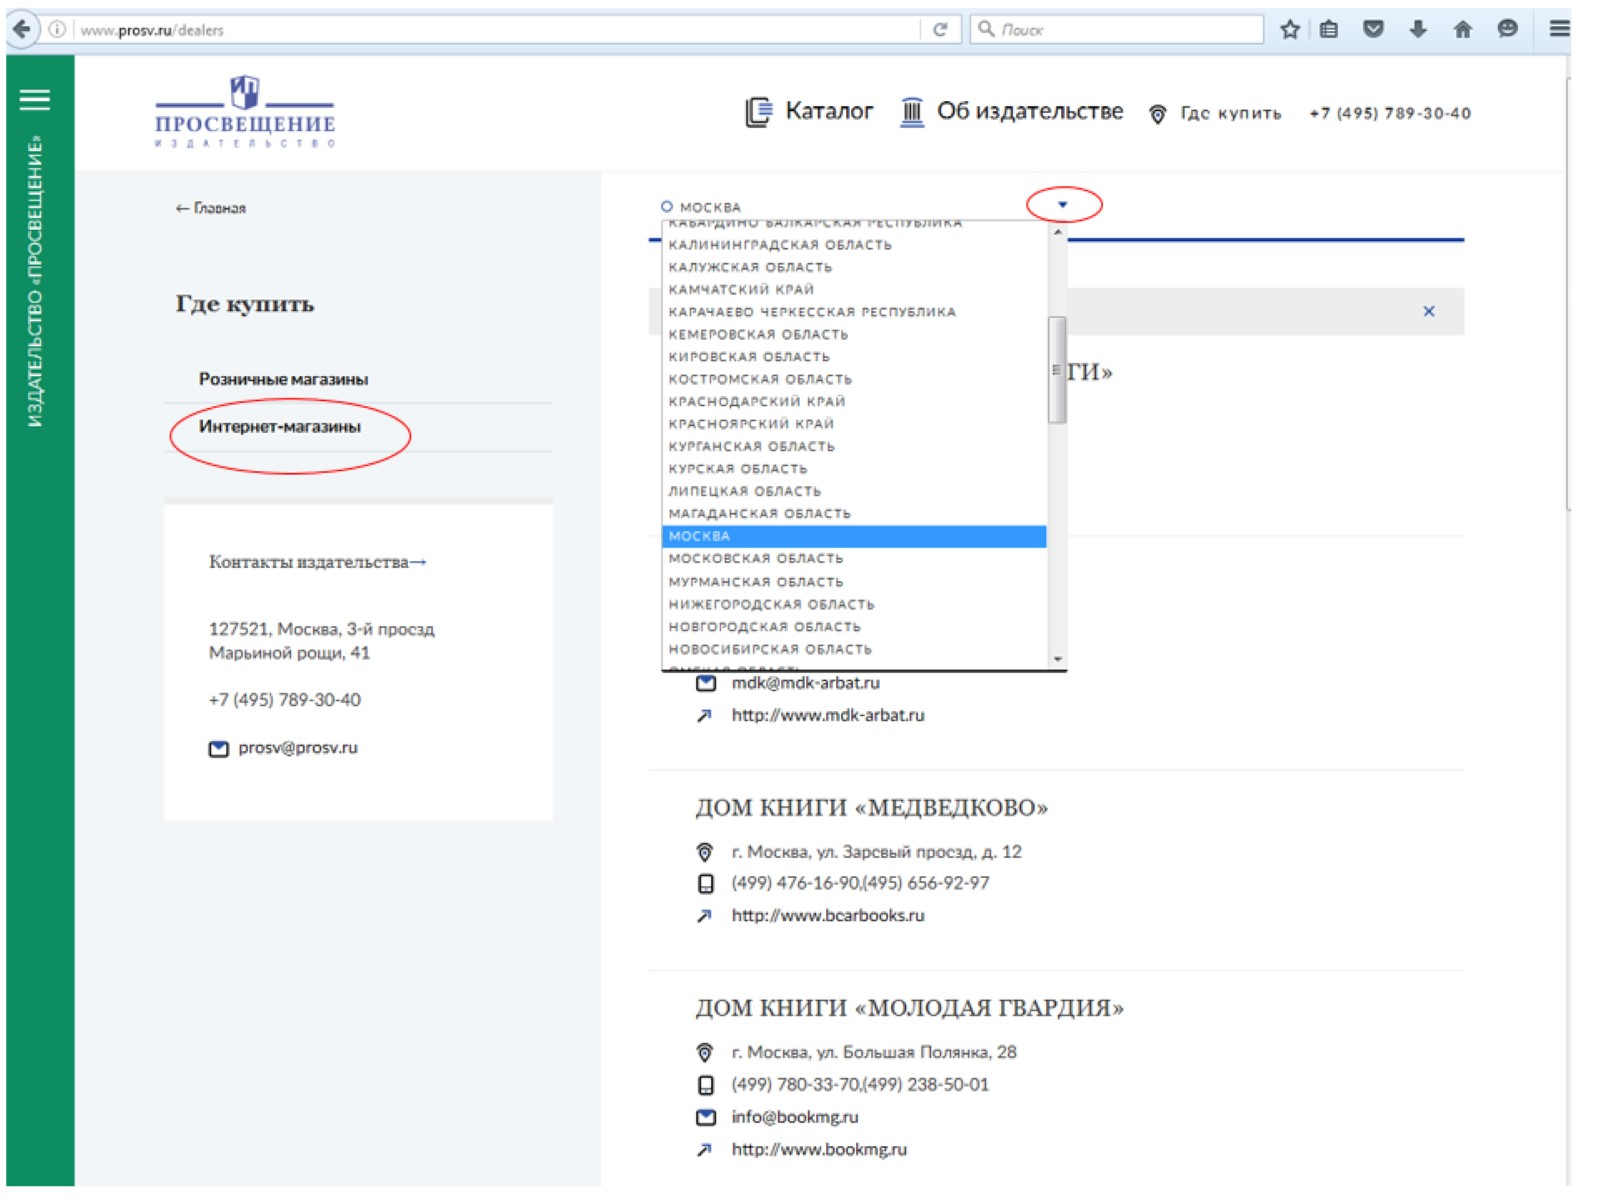 www.prosv.ru/dealers
Поиск
ИЗДАТЕЛЬСТВО «ПРОСВЕЩЕНИЕ»
ПРОСВЕЩЕНИЕ
ИЗДАТЕЛЬСТВО
Каталог
Об издательстве
Где купить
+7 (495) 789-30-40
← Главная
Где купить
Розничные магазины
Интернет-магазины
Контакты издательства→
127521, Москва, 3-й проезд
Марьиной рощи, 41
+7 (495) 789-30-40
prosv@prosv.ru
МОСКВА
КАБАРДИНО БАЛКАРСКАЯ РЕСПУБЛИКА
КАЛИНИНГРАДСКАЯ ОБЛАСТЬ
КАЛУЖСКАЯ ОБЛАСТЬ
КАМЧАТСКИЙ КРАЙ
КАРАЧАЕВО ЧЕРКЕССКАЯ РЕСПУБЛИКА
КЕМЕРОВСКАЯ ОБЛАСТЬ
КИРОВСКАЯ ОБЛАСТЬ
КОСТРОМСКАЯ ОБЛАСТЬ
КРАСНОДАРСКИЙ КРАЙ
КРАСНОЯРСКИЙ КРАЙ
КУРГАНСКАЯ ОБЛАСТЬ
КУРСКАЯ ОБЛАСТЬ
ЛИПЕЦКАЯ ОБЛАСТЬ
МАГАДАНСКАЯ ОБЛАСТЬ
МОСКВА
МОСКОВСКАЯ ОБЛАСТЬ
МУРМАНСКАЯ ОБЛАСТЬ
НИЖЕГОРОДСКАЯ ОБЛАСТЬ
НОВГОРОДСКАЯ ОБЛАСТЬ
НОВОСИБИРСКАЯ ОБЛАСТЬ
ОМСКАЯ ОБЛАСТЬ
ГИ»
mdk@mdk-arbat.ru
http://www.mdk-arbat.ru
ДОМ КНИГИ «МЕДВЕДКОВО»
г. Москва, ул. Заревый проезд, д. 12
(499) 476-16-90,(495) 656-92-97
http://www.bearbooks.ru
ДОМ КНИГИ «МОЛОДАЯ ГВАРДИЯ»
г. Москва, ул. Большая Полянка, 28
(499) 780-33-70,(499) 238-50-01
info@bookmg.ru
http://www.bookmg.ru